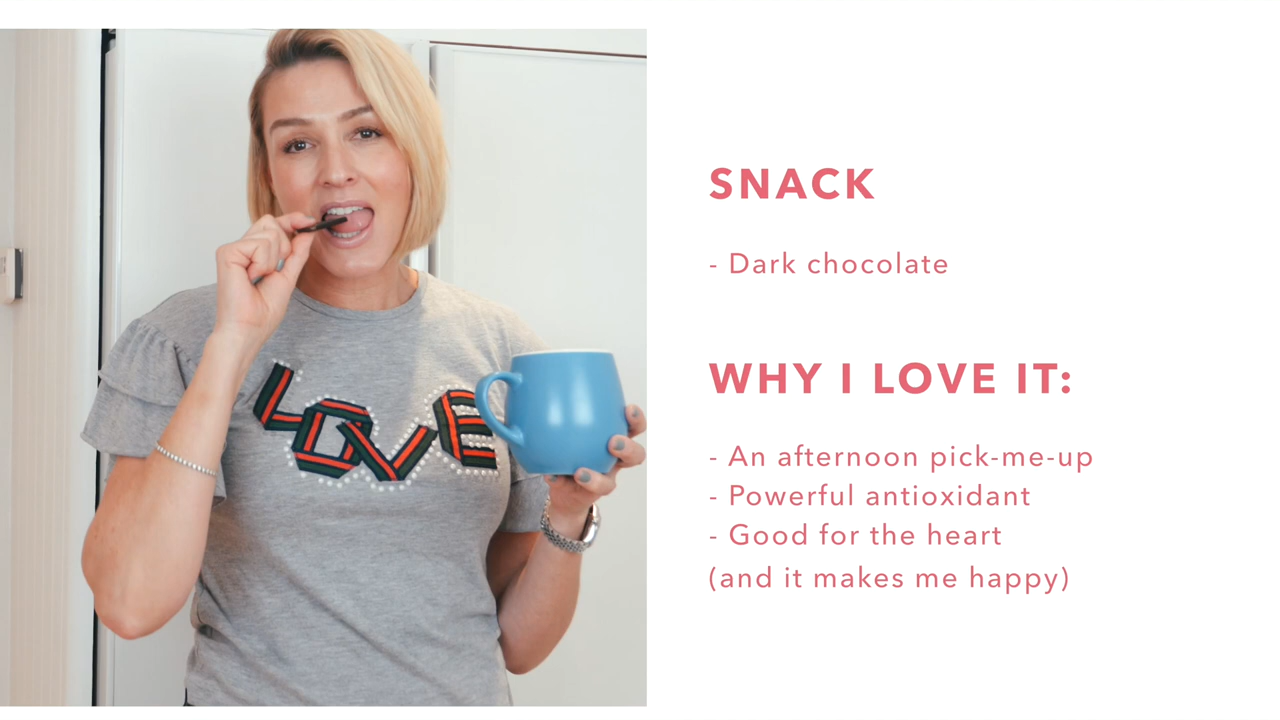 LOVE
SNACK
- Dark chocolate
WHY I LOVE IT:
- An afternoon pick-me-up
- Powerful antioxidant
- Good for the heart
(and it makes me happy)